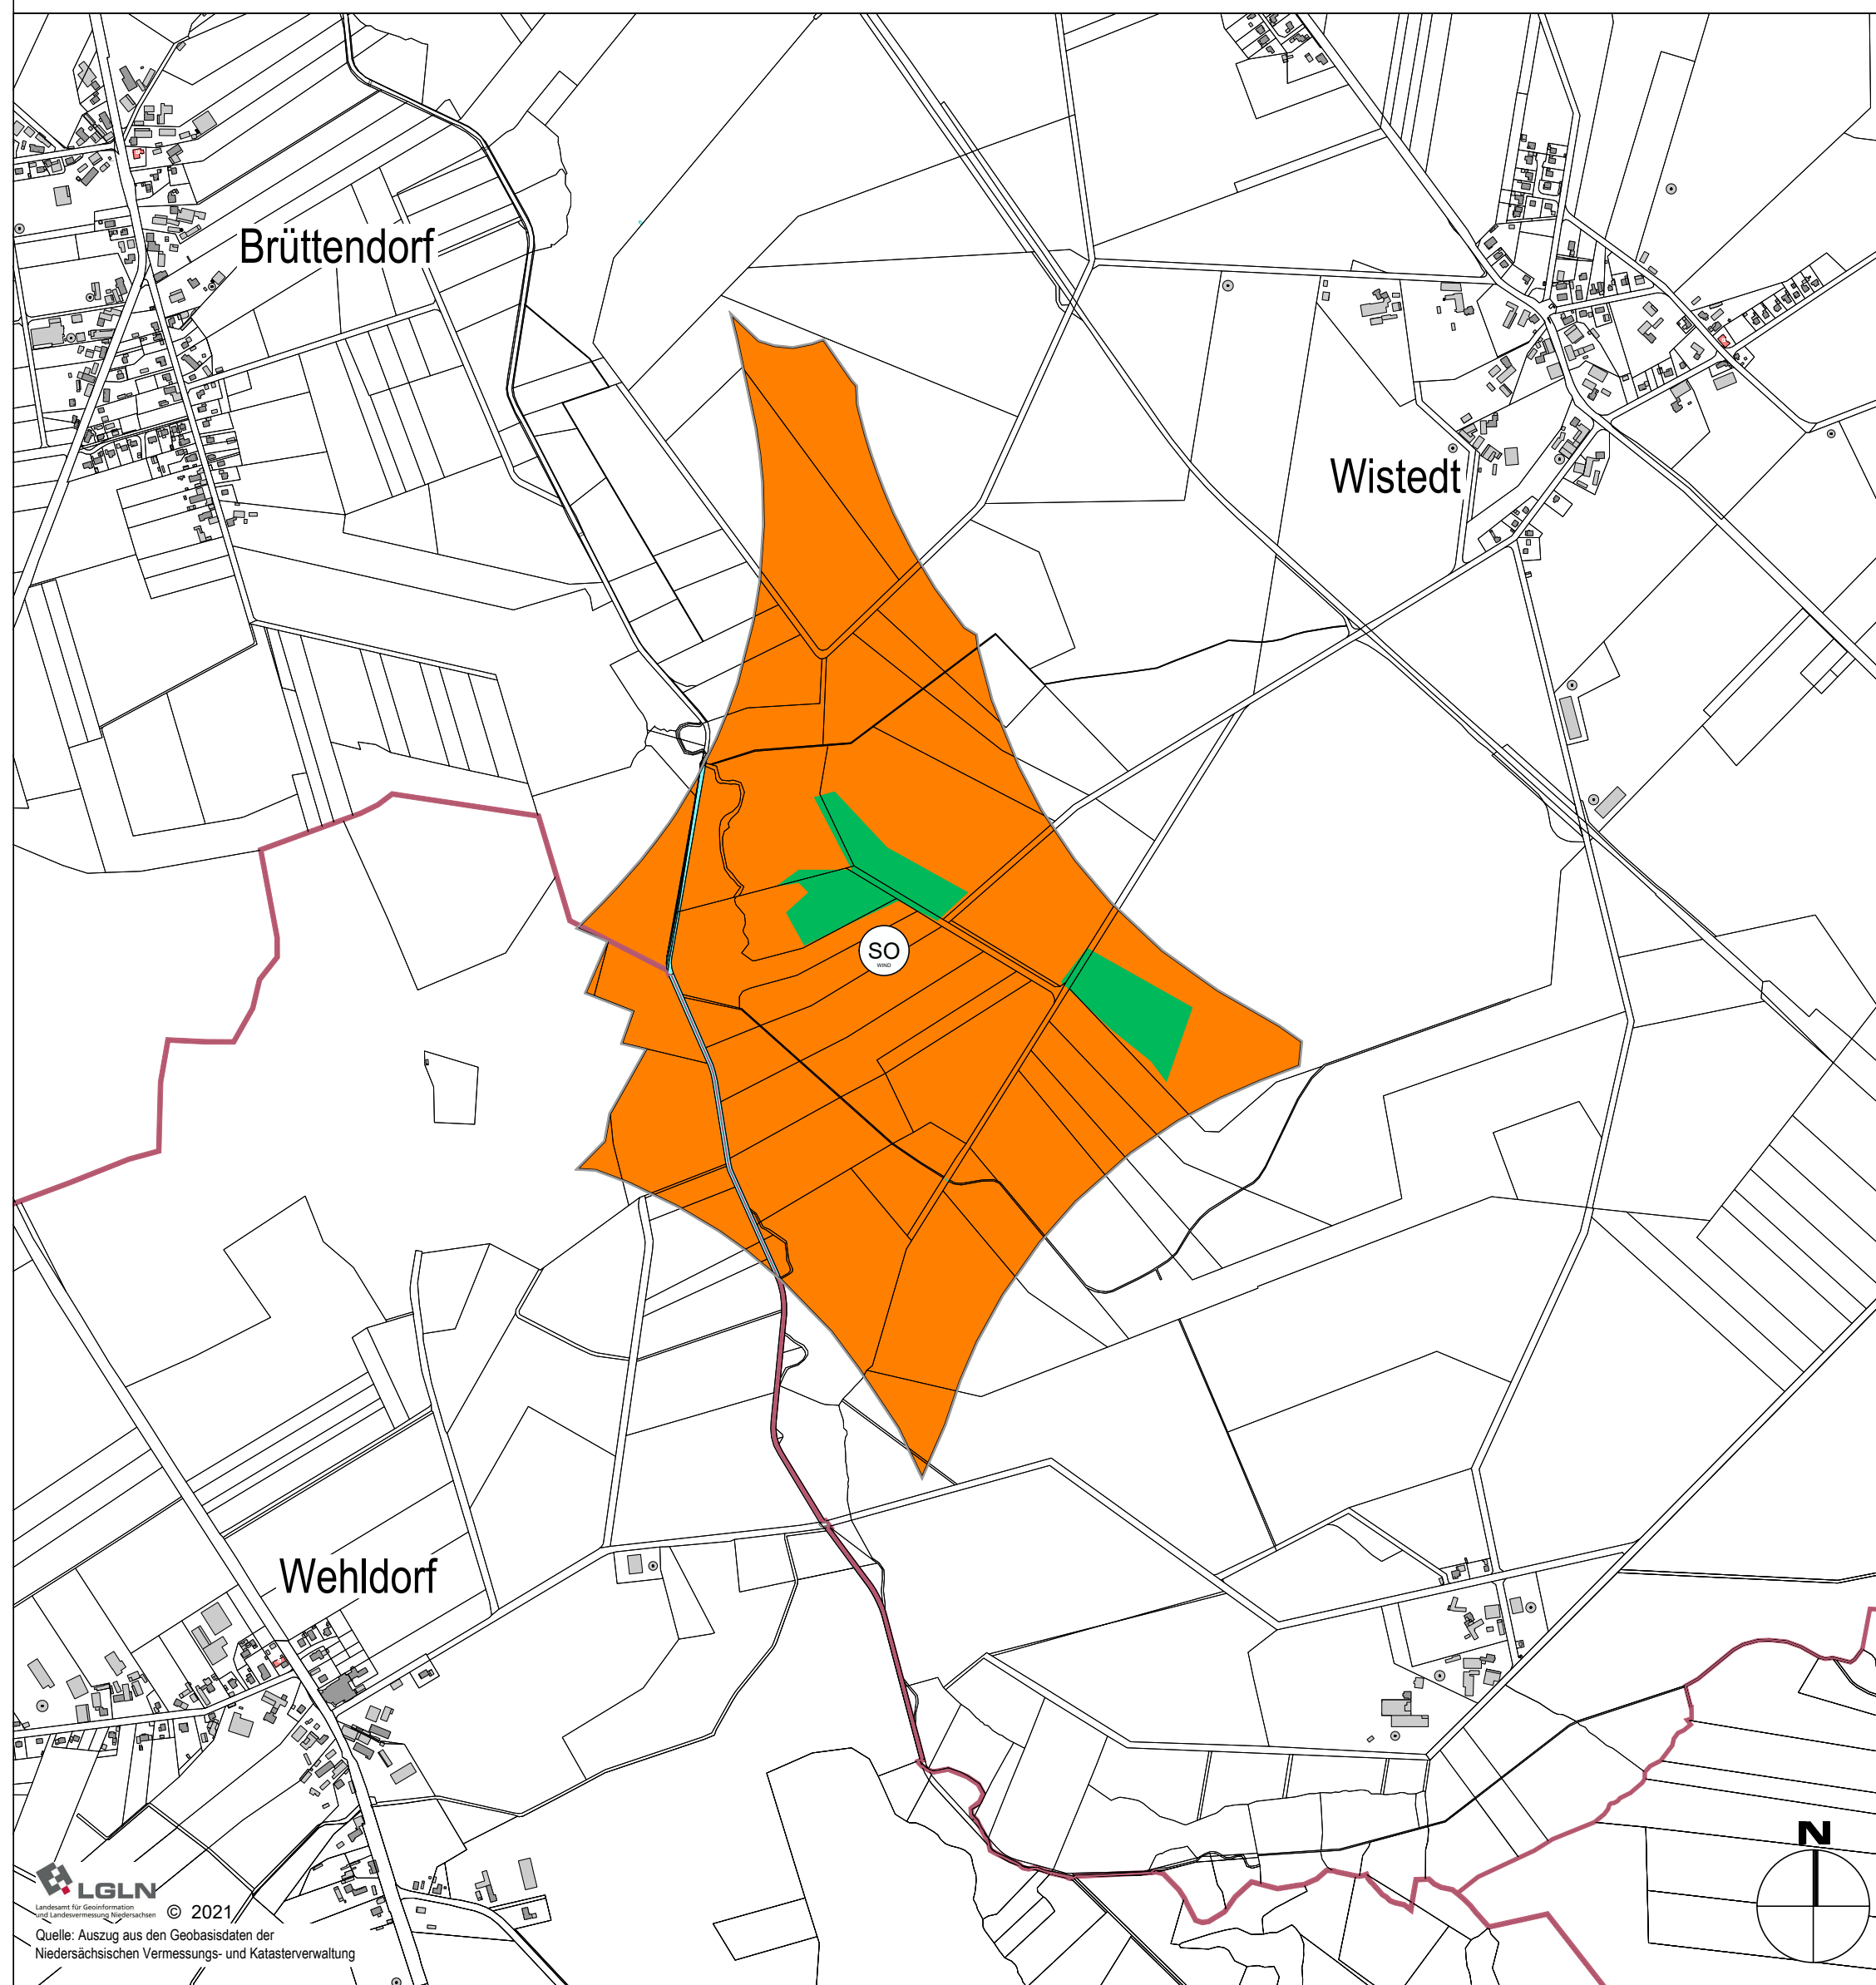 Brüttendorf
Wistedt
SO
WIND
Wehldorf
N
LGLN
Landesamt für Geoinformation
und Landesvermessung Niedersachsen
© 2021
Quelle: Auszug aus den Geobasisdaten der
Niedersächsischen Vermessungs- und Katasterverwaltung